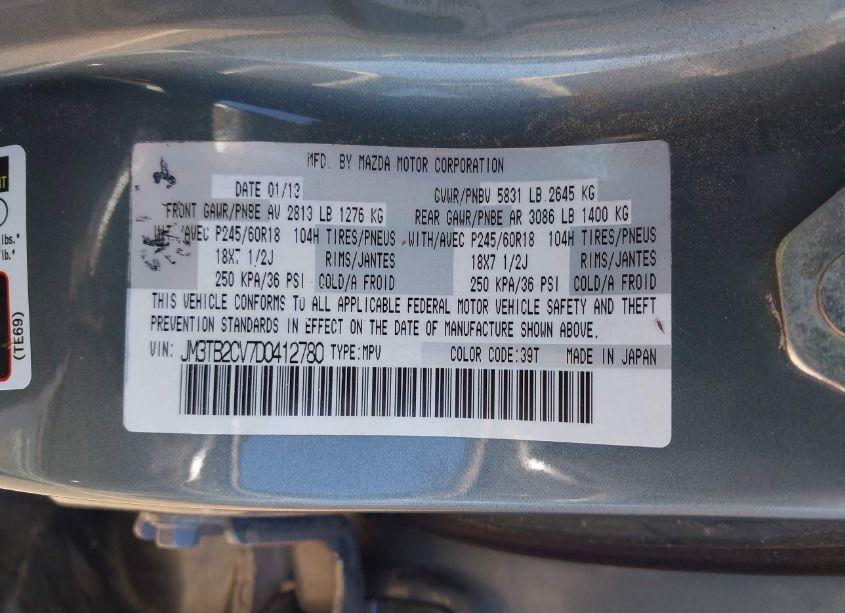 MFD. BY MAZDA MOTOR CORPORATION
DATE 01/13 GVWR/PNBV 5831 LB 2645 KG
FRONT GAWR/PNBE AV 2813 LB 1276 KG REAR GAWR/PNBE AR 3086 LB 1400 KG
/AVEC P245/60R18 104H TIRES/PNEUS WITH/AVEC P245/60R18 104H TIRES/PNEUS
18X7 1/2J RIMS/JANTES 18X7 1/2J RIMS/JANTES
250 KPA/36 PSI COLD/A FROID 250 KPA/36 PSI COLD/A FROID
THIS VEHICLE CONFORMS TO ALL APPLICABLE FEDERAL MOTOR VEHICLE SAFETY AND THEFT
PREVENTION STANDARDS IN EFFECT ON THE DATE OF MANUFACTURE SHOWN ABOVE.
VIN: JM3TB2CV7D0412780 TYPE:MPV COLOR CODE:39T MADE IN JAPAN
lbs.*
lb.*
(TE69)